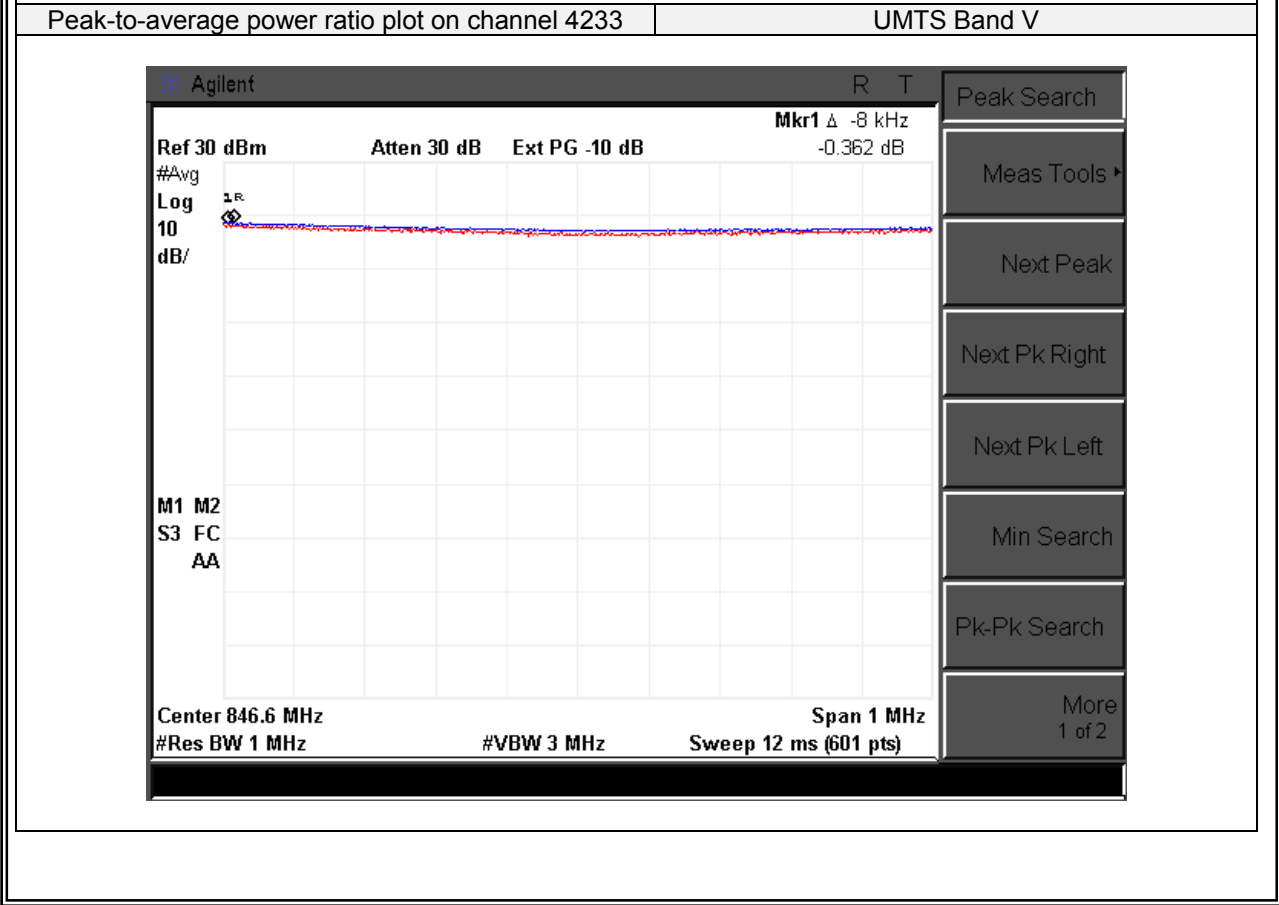 Peak-to-average power ratio plot on channel 4233 UMTS Band V
Agilent R T
Mkr1 Δ -8 kHz
Ref 30 dBm Atten 30 dB Ext PG -10 dB -0.362 dB
#Avg
Log
10
dB/
1R
M1 M2
S3 FC
AA
Center 846.6 MHz Span 1 MHz
#Res BW 1 MHz #VBW 3 MHz Sweep 12 ms (601 pts)
Peak Search
Meas Tools
Next Peak
Next Pk Right
Next Pk Left
Min Search
Pk-Pk Search
More
1 of 2